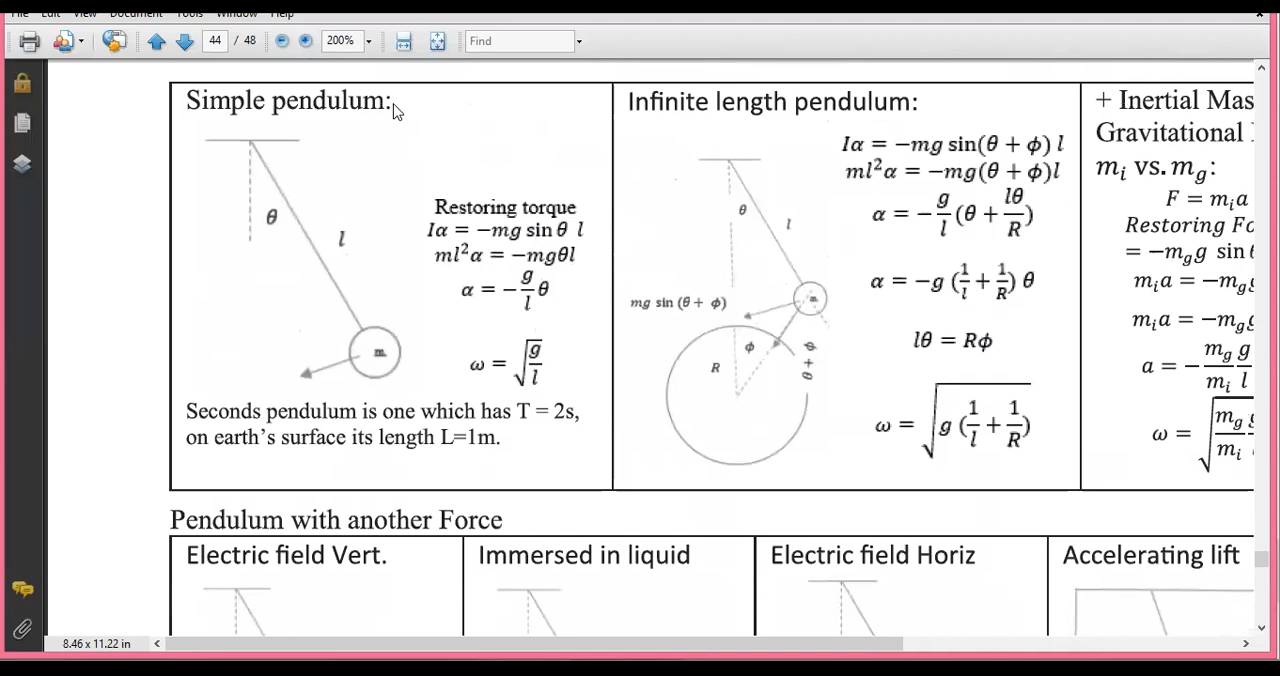 File Edit View Document Tools Window Help
44 / 48 200% Find
Simple pendulum:
θ
l
m
Restoring torque
Iα = −mg sin θ l
ml²α = −mgθl
α = −g/l θ
ω = √(g/l)
Seconds pendulum is one which has T = 2s,
on earth's surface its length L=1m.
Infinite length pendulum:
θ
l
m
mg sin (θ + ϕ)
R
ϕ
θ + ϕ
Iα = −mg sin(θ + ϕ) l
ml²α = −mg(θ + ϕ)l
α = −g/l (θ + lθ/R)
α = −g (1/l + 1/R) θ
lθ = Rϕ
ω = √(g (1/l + 1/R))
+ Inertial Mas
Gravitational
mᵢ vs. m_g:
F = mᵢa
Restoring Fo
= −m_g g sin
mᵢa = −m_g
mᵢa = −m_g
a = − m_g/mᵢ g/l
ω = √(m_g/mᵢ
Pendulum with another Force
Electric field Vert.
Immersed in liquid
Electric field Horiz
Accelerating lift
8.46 x 11.22 in